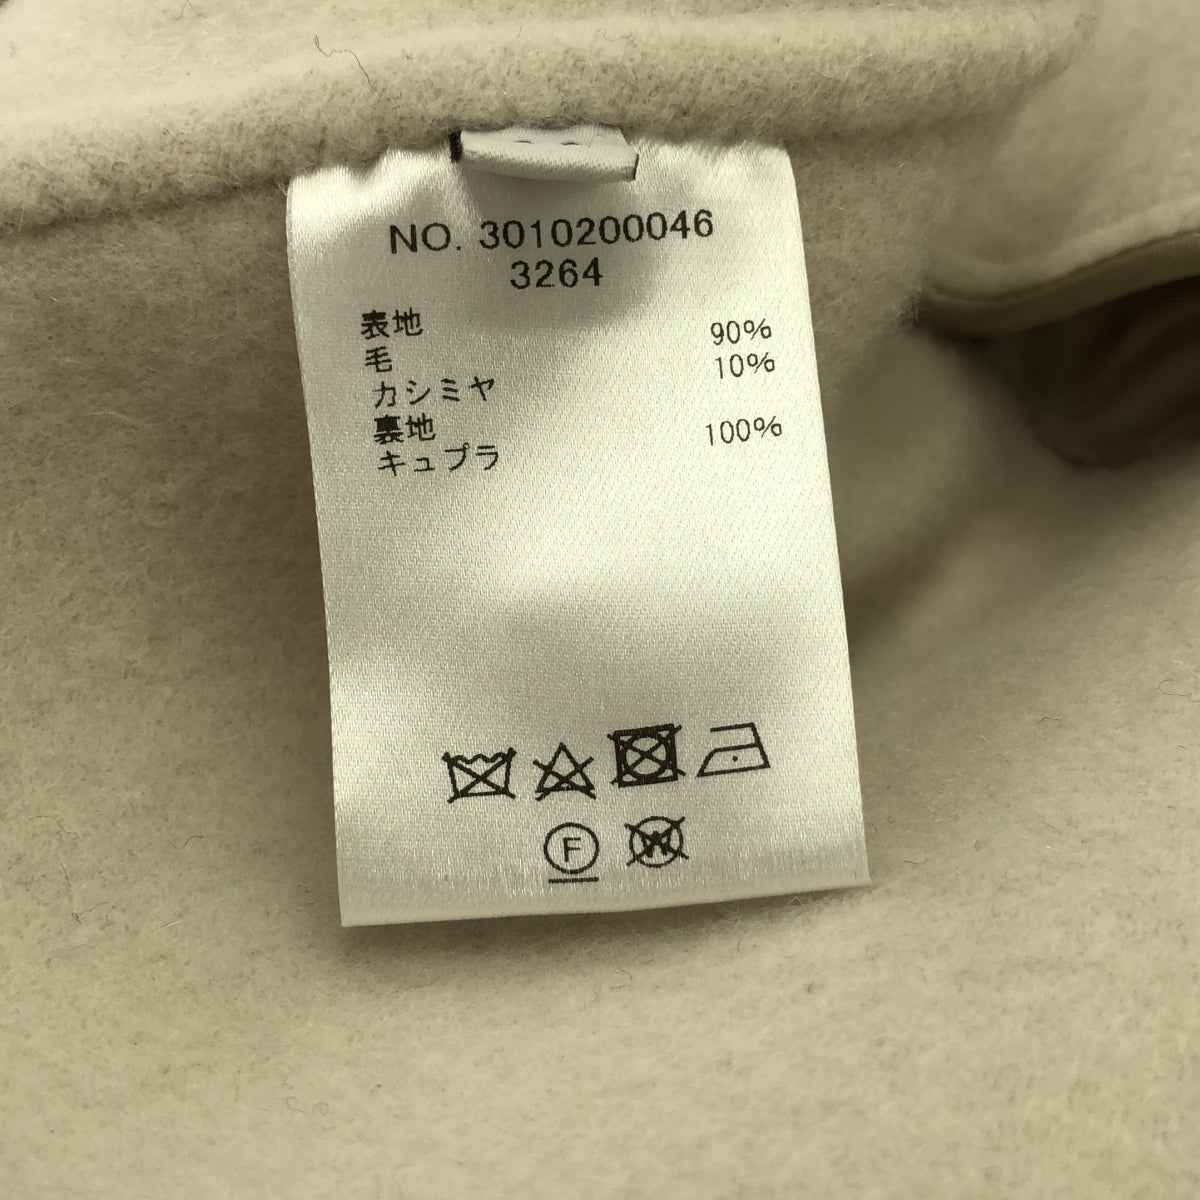 NO. 3010200046
3264
表地
毛 90%
カシミヤ 10%
裏地
キュプラ 100%
F
W